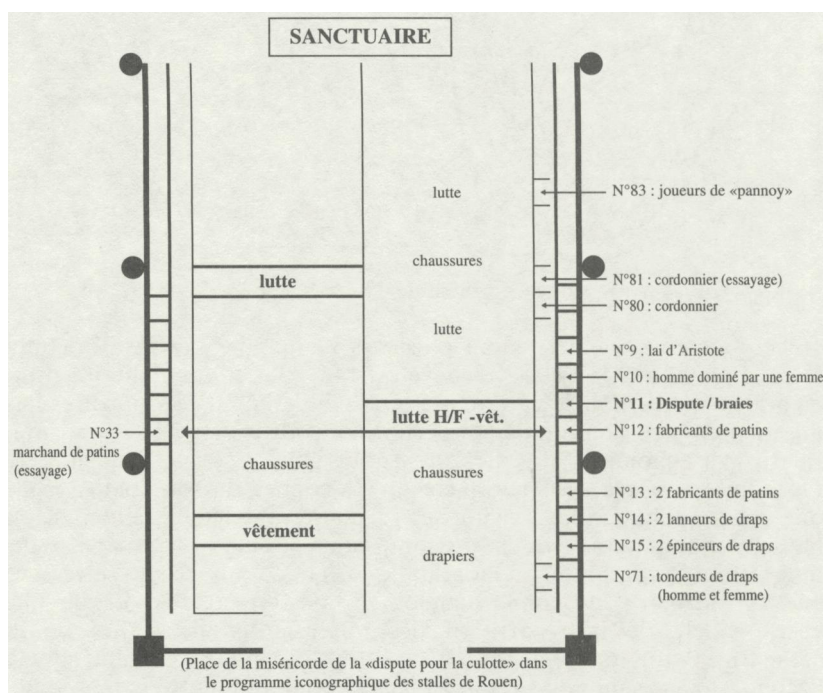 SANCTUAIRE
lutte
N°83 : joueurs de «pannoy»
chaussures
lutte
N°81 : cordonnier (essayage)
N°80 : cordonnier
lutte
N°9 : lai d'Aristote
N°10 : homme dominé par une femme
N°11 : Dispute / braies
lutte H/F -vêt.
N°12 : fabricants de patins
N°33
marchand de patins
(essayage)
chaussures
chaussures
N°13 : 2 fabricants de patins
N°14 : 2 lanneurs de draps
vêtement
N°15 : 2 épinceurs de draps
drapiers
N°71 : tondeurs de draps
(homme et femme)
(Place de la miséricorde de la «dispute pour la culotte» dans
le programme iconographique des stalles de Rouen)